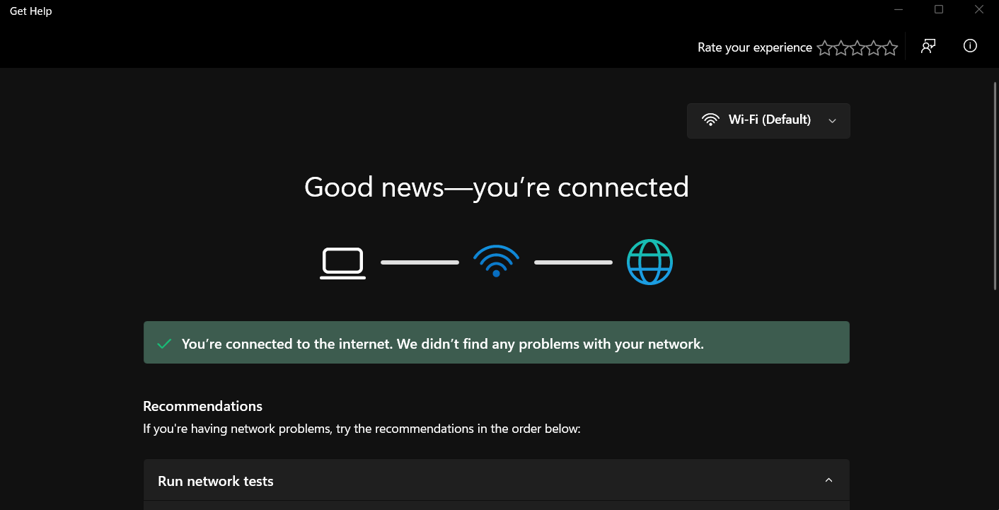 Get Help
Rate your experience
Wi-Fi (Default)
Good news—you’re connected
You’re connected to the internet. We didn’t find any problems with your network.
Recommendations
If you're having network problems, try the recommendations in the order below:
Run network tests